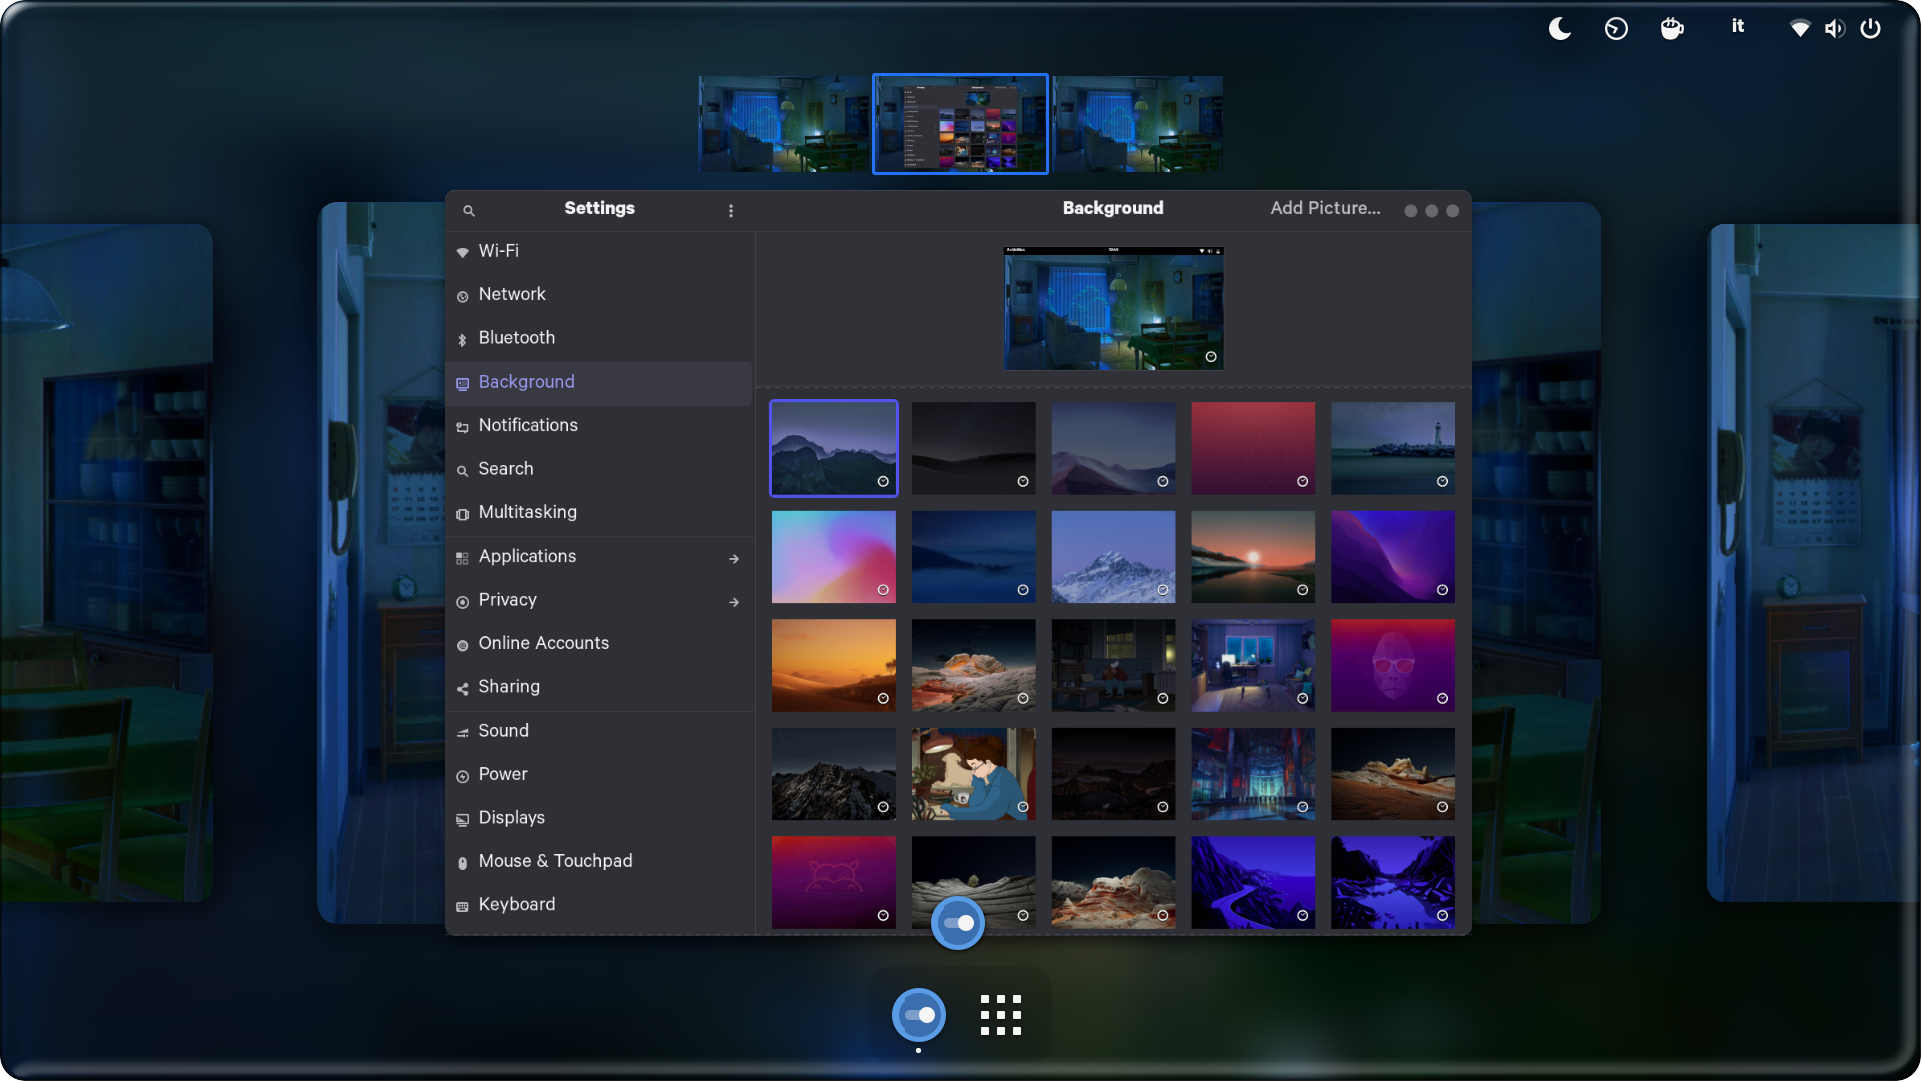 it
Settings
Background
Add Picture...
Wi-Fi
Network
Bluetooth
Background
Notifications
Search
Multitasking
Applications
Privacy
Online Accounts
Sharing
Sound
Power
Displays
Mouse & Touchpad
Keyboard